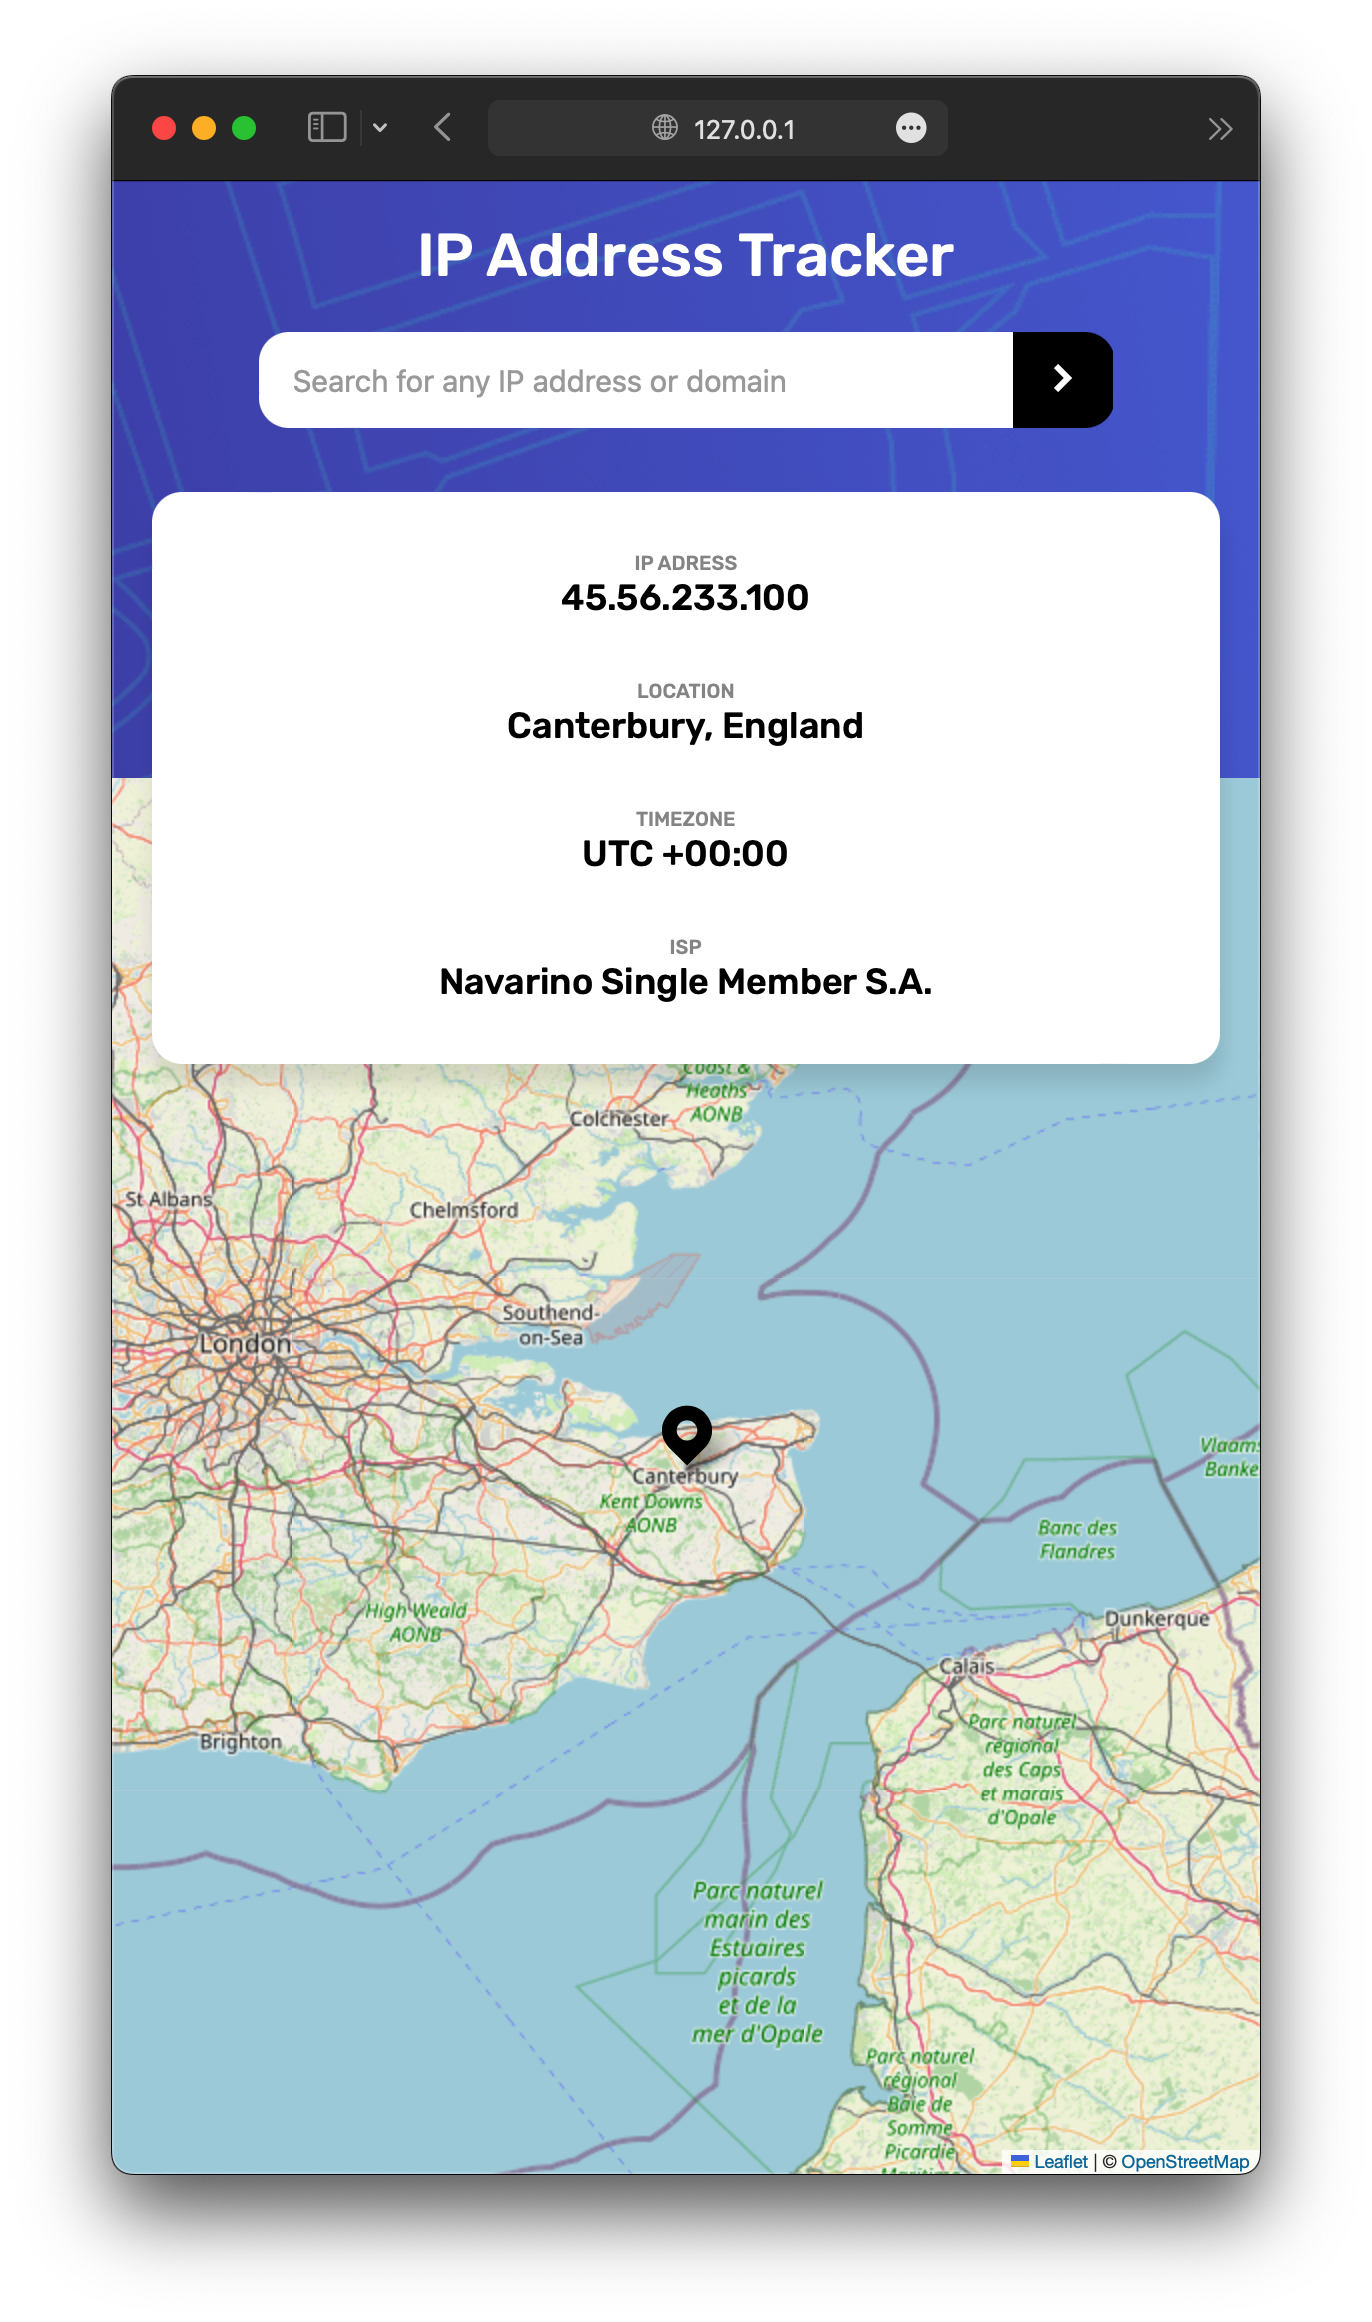 127.0.0.1
IP Address Tracker
Search for any IP address or domain
IP ADRESS
45.56.233.100
LOCATION
Canterbury, England
TIMEZONE
UTC +00:00
ISP
Navarino Single Member S.A.
Coast &
Heaths
AONB
Colchester
St Albans
Chelmsford
Southend-
on-Sea
London
Canterbury
Kent Downs
AONB
Vlaams
Banke
Banc des
Flandres
High Weald
AONB
Dunkerque
Calais
Brighton
Parc naturel
régional
des Caps
et marais
d'Opale
Parc naturel
marin des
Estuaires
picards
et de la
mer d'Opale
Parc naturel
régional
Baie de
Somme
Picardie
Maritime
Leaflet | © OpenStreetMap